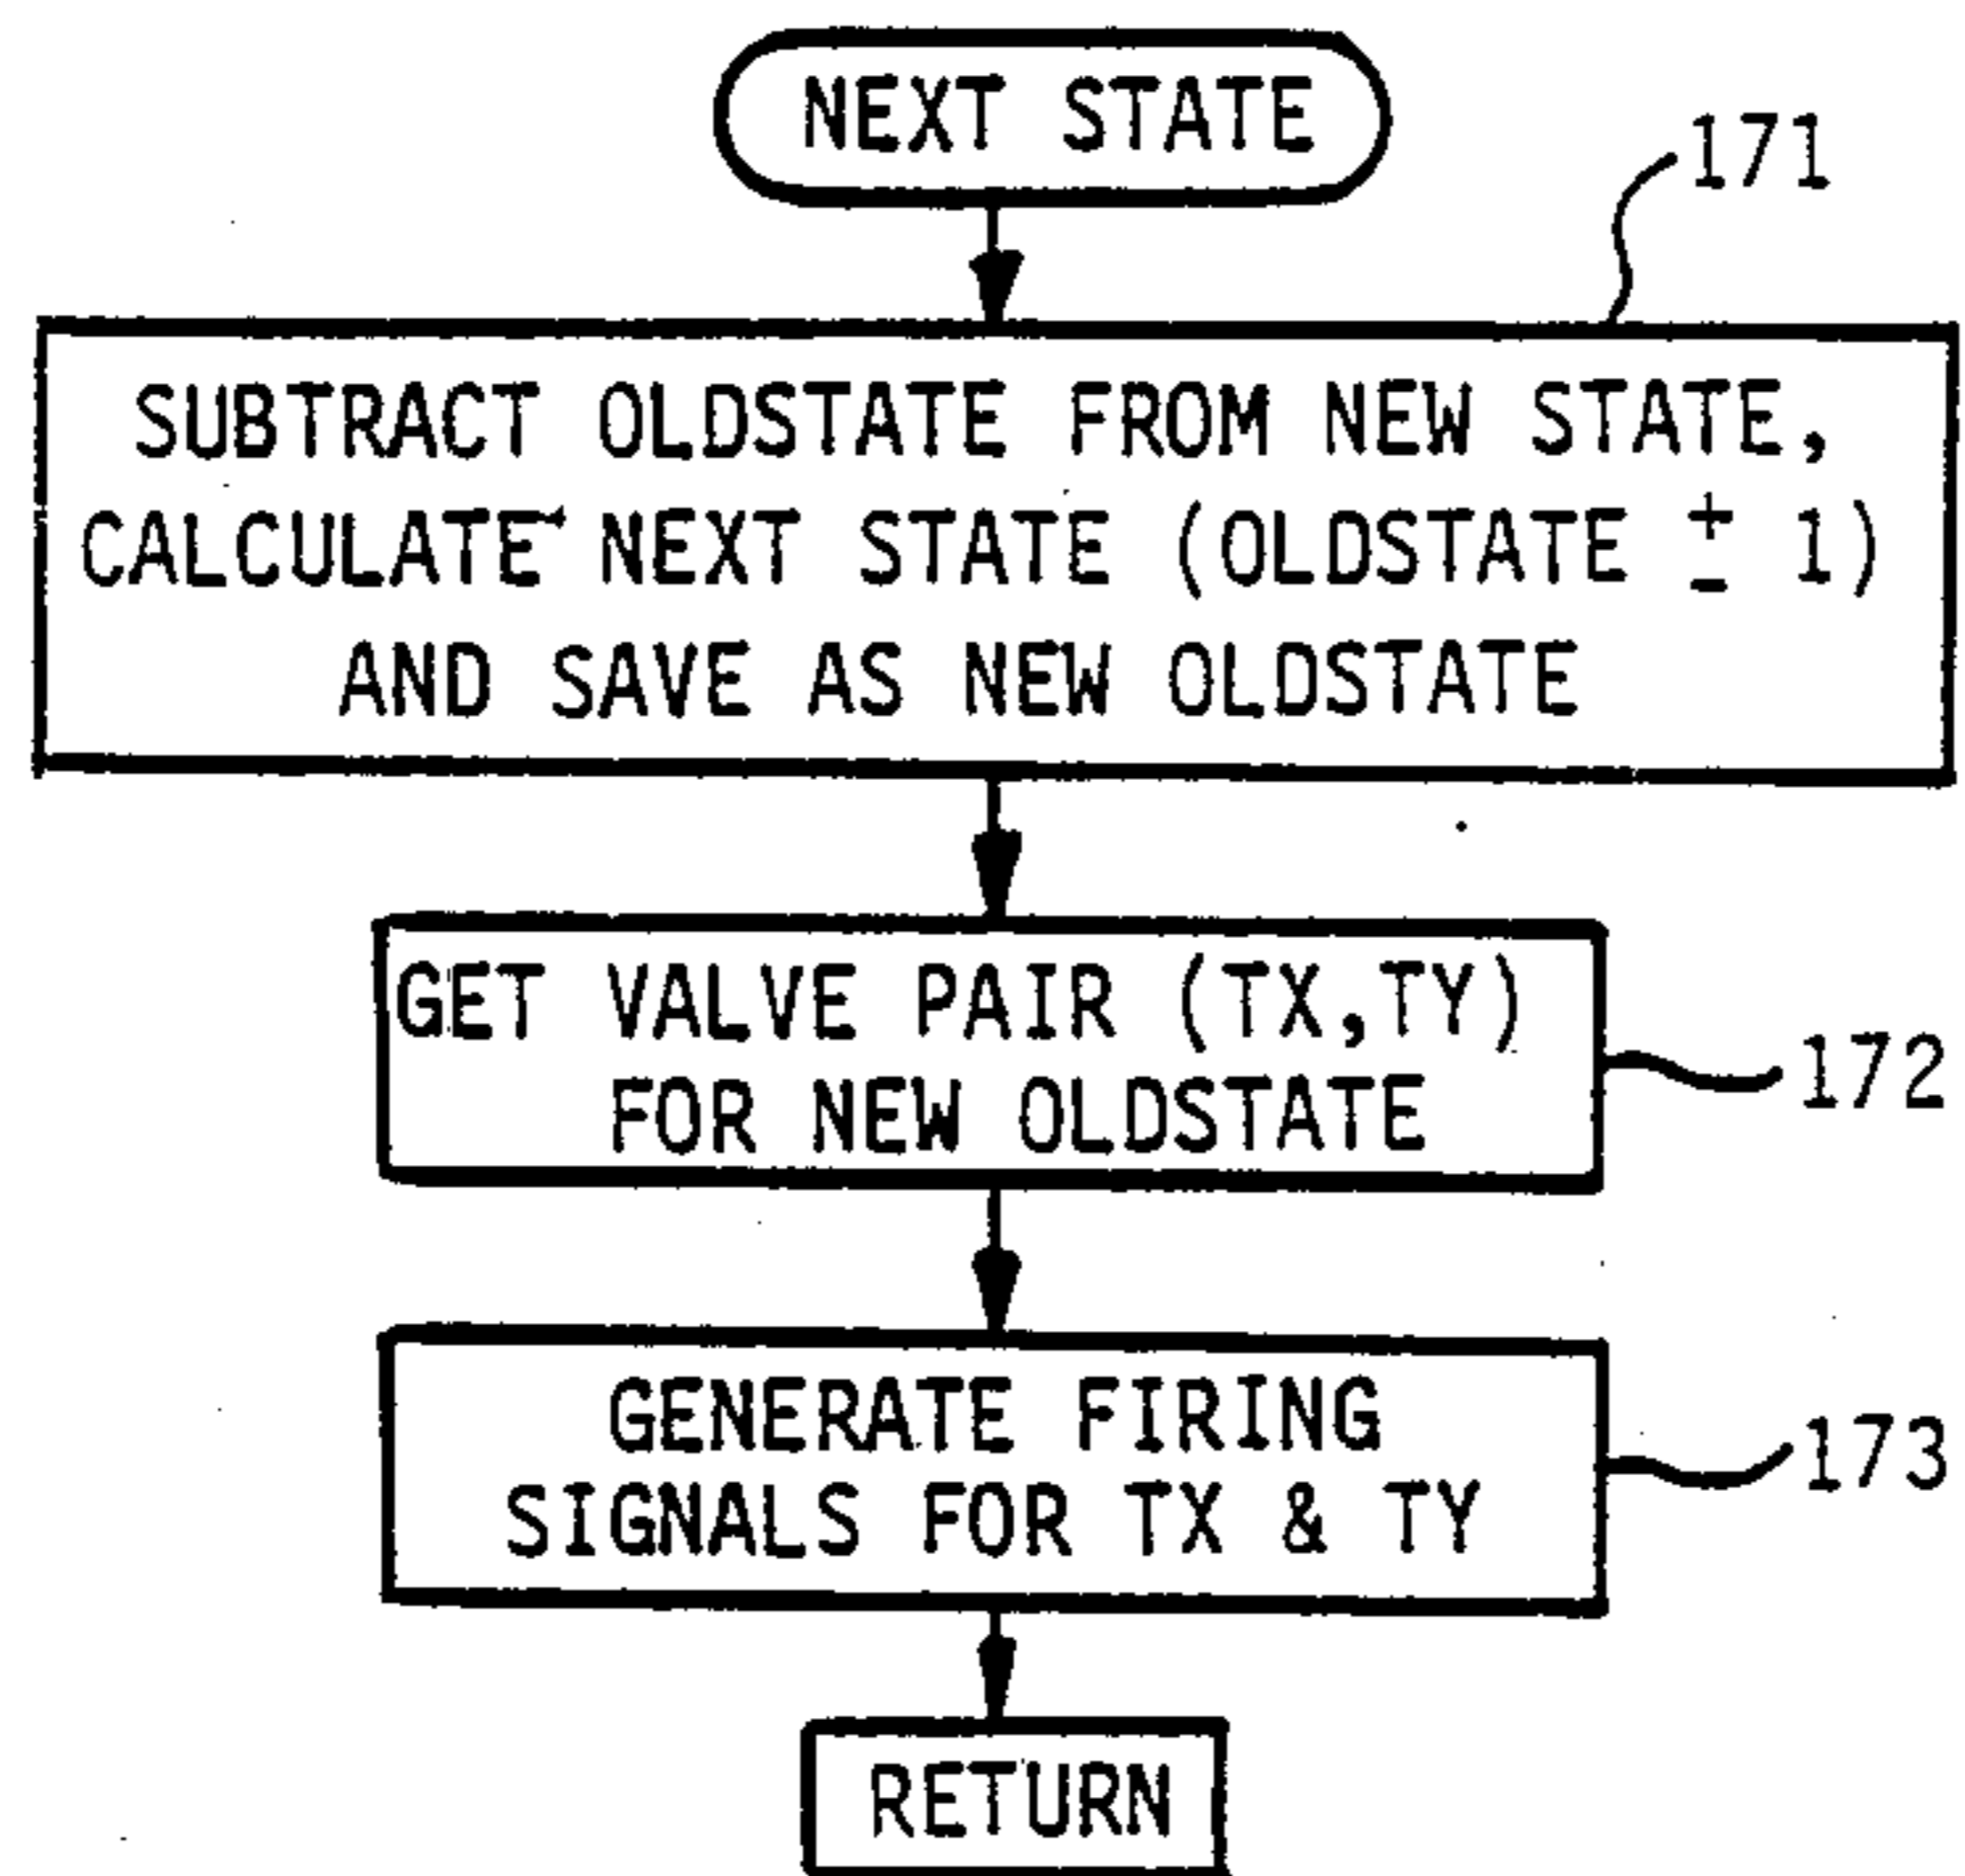 NEXT STATE
171
SUBTRACT OLDSTATE FROM NEW STATE,
CALCULATE NEXT STATE (OLDSTATE ± 1)
AND SAVE AS NEW OLDSTATE
GET VALVE PAIR (TX,TY)
FOR NEW OLDSTATE
172
GENERATE FIRING
SIGNALS FOR TX & TY
173
RETURN